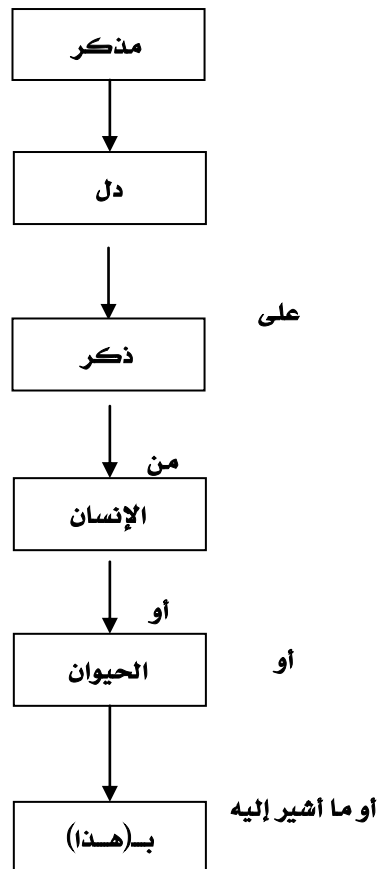 مذكر
دل
على
ذكر
من
الإنسان
أو
الحيوان
أو
أو ما أشير إليه
بـ(هـذا)